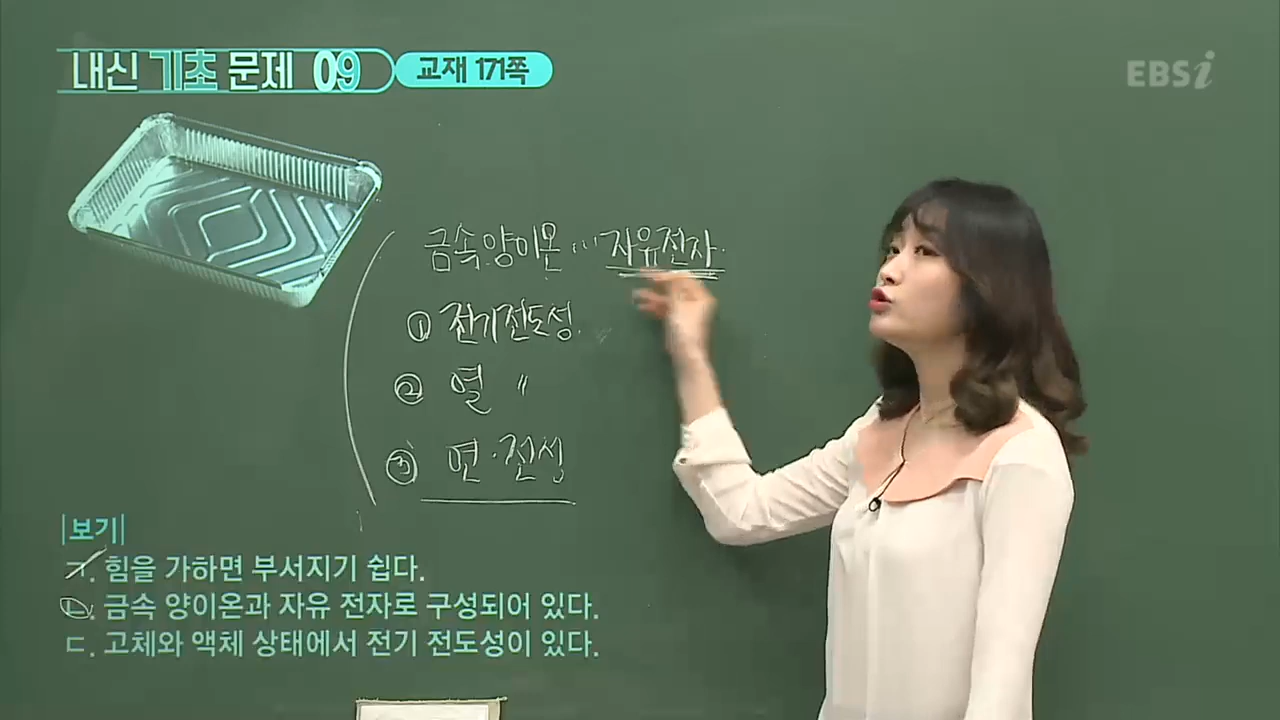 내신 기초 문제 09
교재 171쪽
EBSi
금속 양이온 ··· 자유전자.
① 전기전도성.
② 열 〃
③ 연·전성
|보기|
ㄱ. 힘을 가하면 부서지기 쉽다.
ㄴ. 금속 양이온과 자유 전자로 구성되어 있다.
ㄷ. 고체와 액체 상태에서 전기 전도성이 있다.